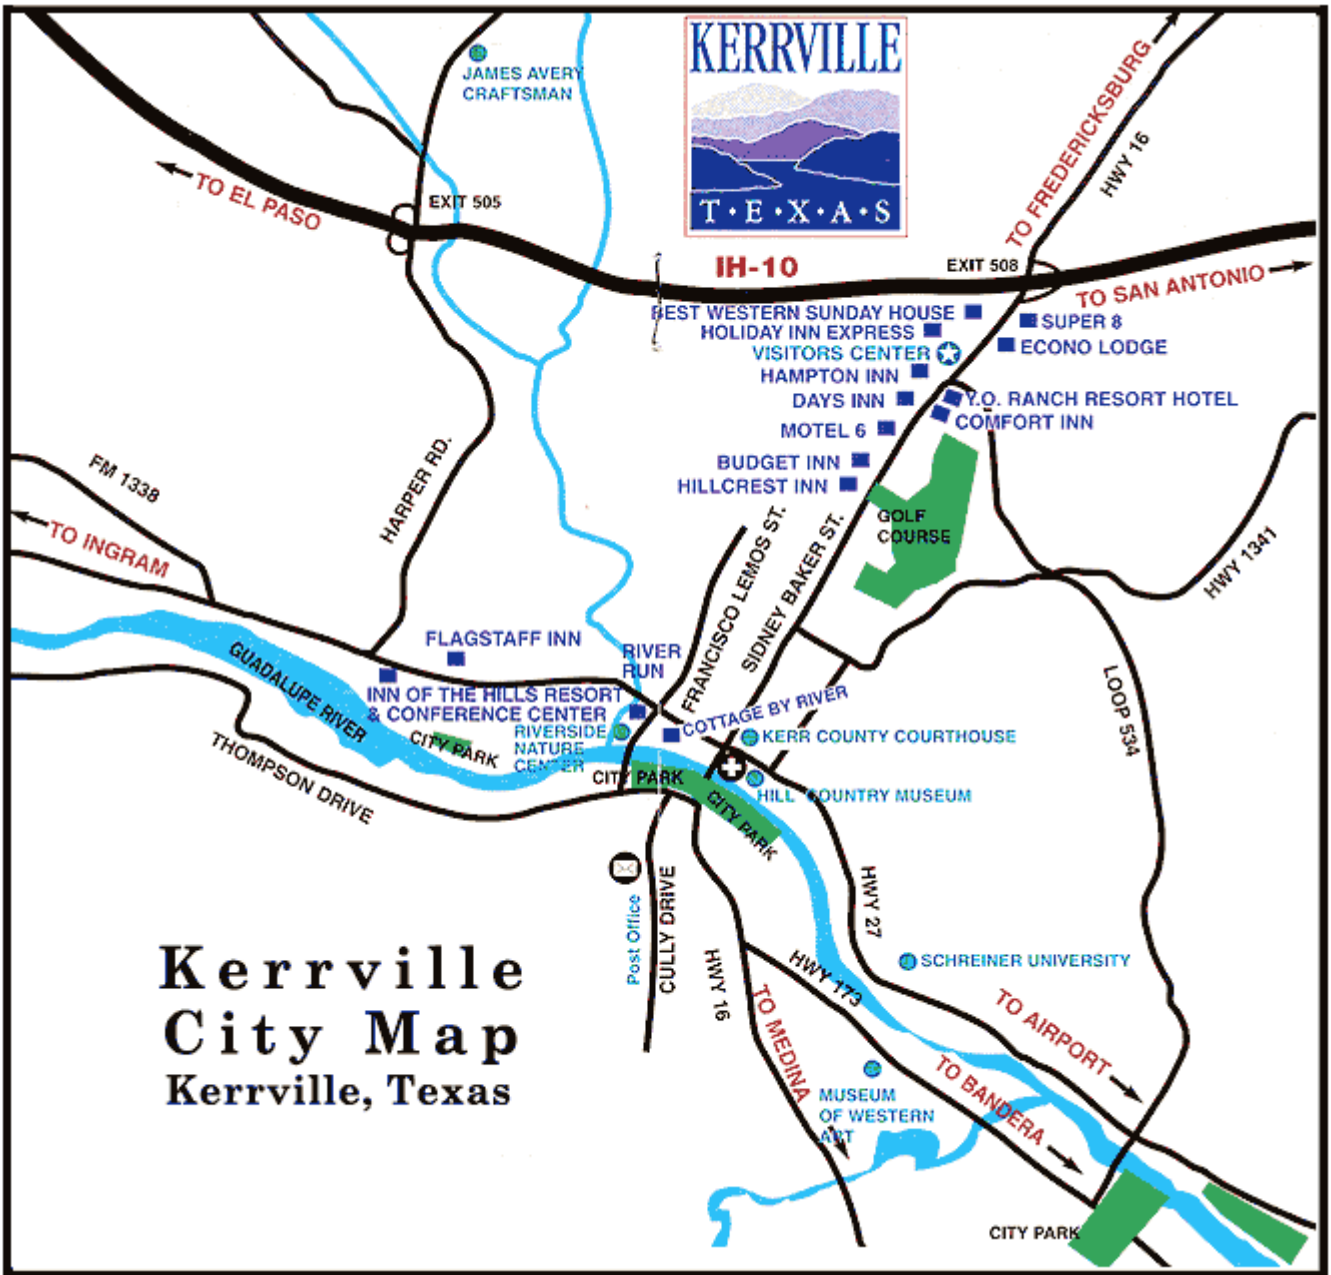 KERRVILLE
T·E·X·A·S
JAMES AVERY
CRAFTSMAN
TO FREDERICKSBURG
HWY 16
TO EL PASO
EXIT 505
IH-10
EXIT 508
TO SAN ANTONIO
BEST WESTERN SUNDAY HOUSE
SUPER 8
HOLIDAY INN EXPRESS
ECONO LODGE
VISITORS CENTER
HAMPTON INN
DAYS INN
Y.O. RANCH RESORT HOTEL
COMFORT INN
MOTEL 6
BUDGET INN
HILLCREST INN
GOLF
COURSE
FM 1338
HARPER RD.
TO INGRAM
FRANCISCO LEMOS ST.
SIDNEY BAKER ST.
HWY 1341
LOOP 534
FLAGSTAFF INN
RIVER
RUN
GUADALUPE RIVER
INN OF THE HILLS RESORT
& CONFERENCE CENTER
COTTAGE BY RIVER
RIVERSIDE
NATURE
CENTER
KERR COUNTY COURTHOUSE
CITY PARK
THOMPSON DRIVE
CITY PARK
HILL COUNTRY MUSEUM
CITY PARK
Post Office
CULLY DRIVE
HWY 16
HWY 27
HWY 173
SCHREINER UNIVERSITY
TO MEDINA
TO AIRPORT
TO BANDERA
MUSEUM
OF WESTERN
ART
CITY PARK
Kerrville
City Map
Kerrville, Texas